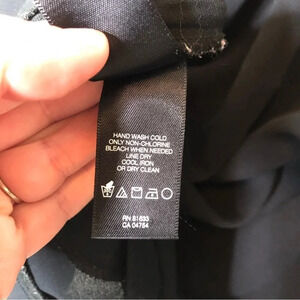 HAND WASH COLD
ONLY NON-CHLORINE
BLEACH WHEN NEEDED
LINE DRY
COOL IRON
OR DRY CLEAN
RN 81633
CA 04764